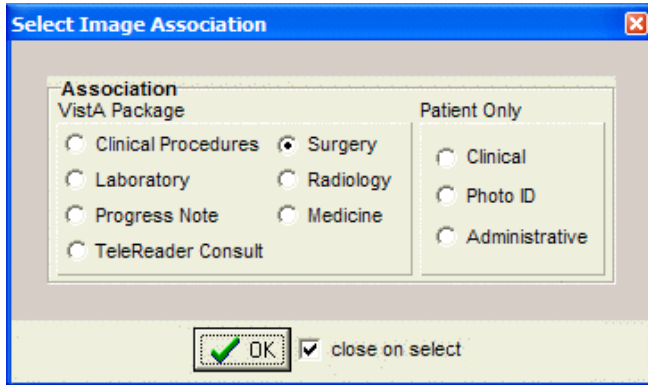 Select Image Association
Association
VistA Package
Patient Only
Clinical Procedures
Surgery
Laboratory
Radiology
Progress Note
Medicine
TeleReader Consult
Clinical
Photo ID
Administrative
OK
close on select